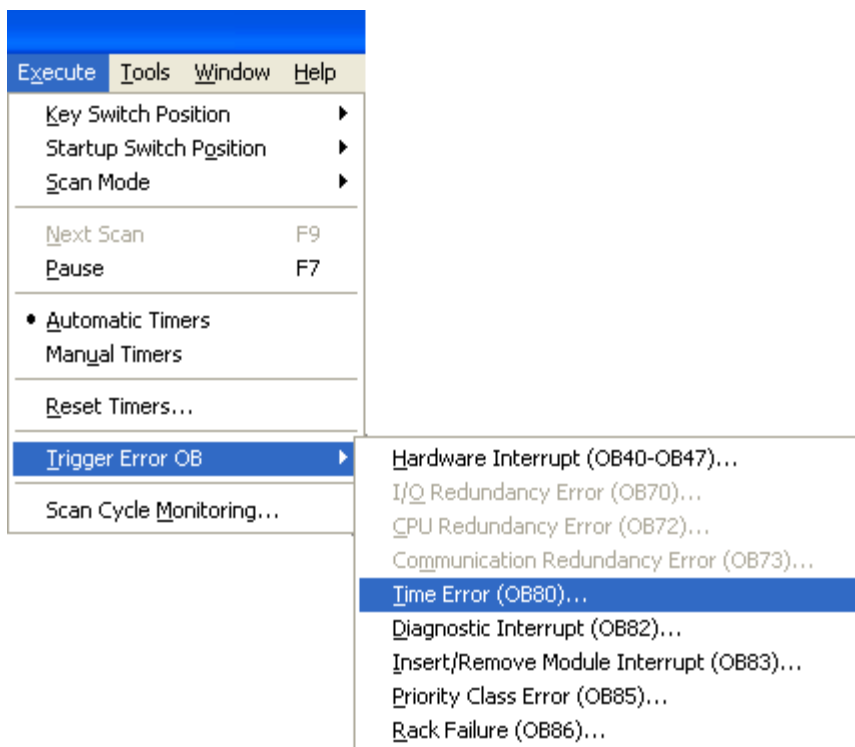 Execute Tools Window Help
Key Switch Position
Startup Switch Position
Scan Mode
Next Scan F9
Pause F7
Automatic Timers
Manual Timers
Reset Timers...
Trigger Error OB
Scan Cycle Monitoring...
Hardware Interrupt (OB40-OB47)...
I/O Redundancy Error (OB70)...
CPU Redundancy Error (OB72)...
Communication Redundancy Error (OB73)...
Time Error (OB80)...
Diagnostic Interrupt (OB82)...
Insert/Remove Module Interrupt (OB83)...
Priority Class Error (OB85)...
Rack Failure (OB86)...